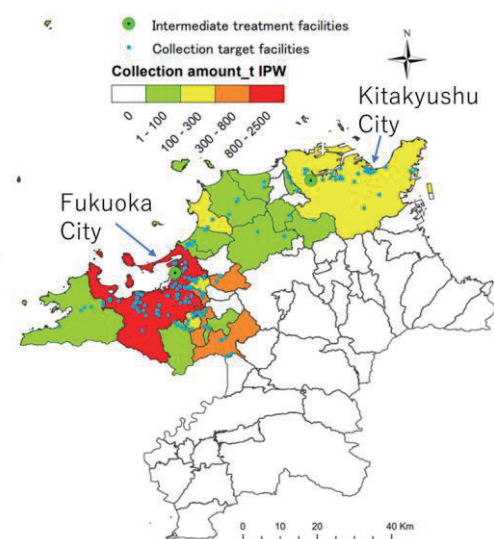 Intermediate treatment facilities
Collection target facilities
N
Collection amount_t IPW
0
1 - 100
100 - 300
300 - 800
800 - 2500
Kitakyushu
City
Fukuoka
City
0 10 20 40 Km